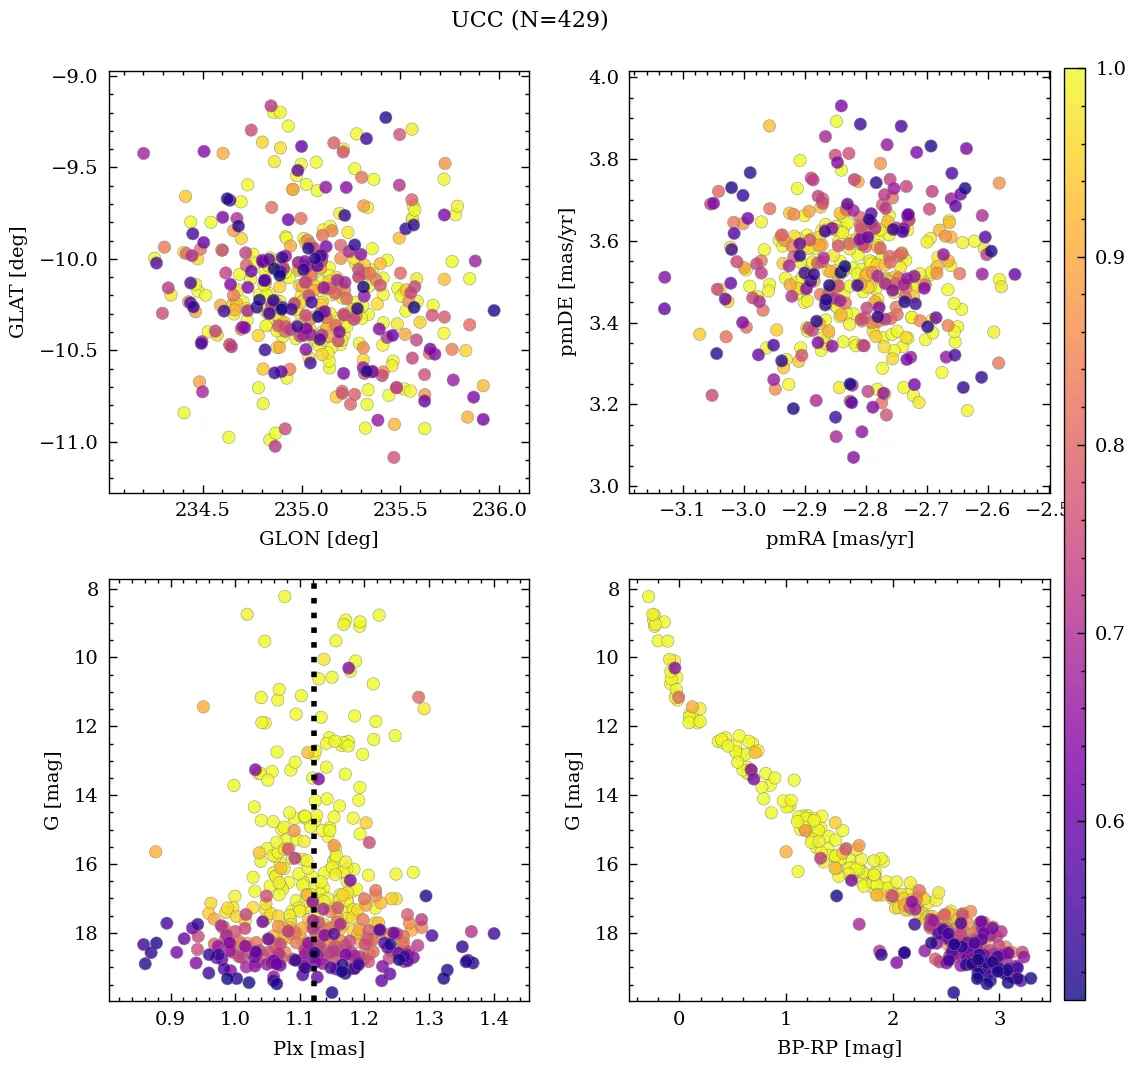 UCC (N=429)
−9.0
−9.5
−10.0
−10.5
−11.0
GLAT [deg]
234.5 235.0 235.5 236.0
GLON [deg]
4.0
3.8
3.6
3.4
3.2
3.0
pmDE [mas/yr]
−3.1 −3.0 −2.9 −2.8 −2.7 −2.6 −2.5
pmRA [mas/yr]
1.0
0.9
0.8
0.7
0.6
8
10
12
14
16
18
G [mag]
0.9 1.0 1.1 1.2 1.3 1.4
Plx [mas]
8
10
12
14
16
18
G [mag]
0 1 2 3
BP-RP [mag]